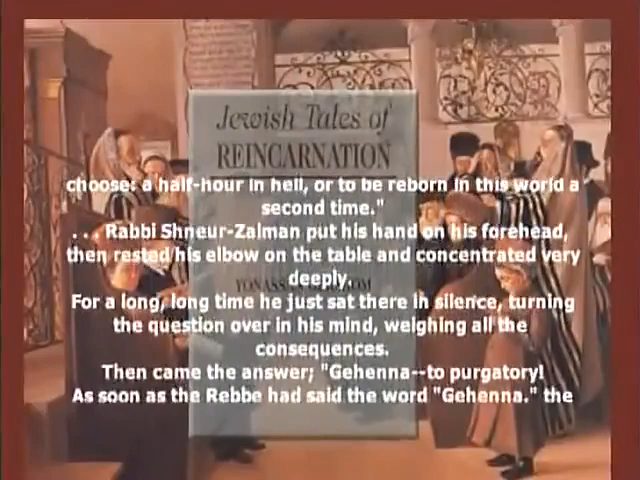 Jewish Tales of
REINCARNATION
choose: a half-hour in hell, or to be reborn in this world a
second time."
. . . Rabbi Shneur-Zalman put his hand on his forehead,
then rested his elbow on the table and concentrated very
deeply.
For a long, long time he just sat there in silence, turning
the question over in his mind, weighing all the
consequences.
Then came the answer; "Gehenna--to purgatory!
As soon as the Rebbe had said the word "Gehenna." the